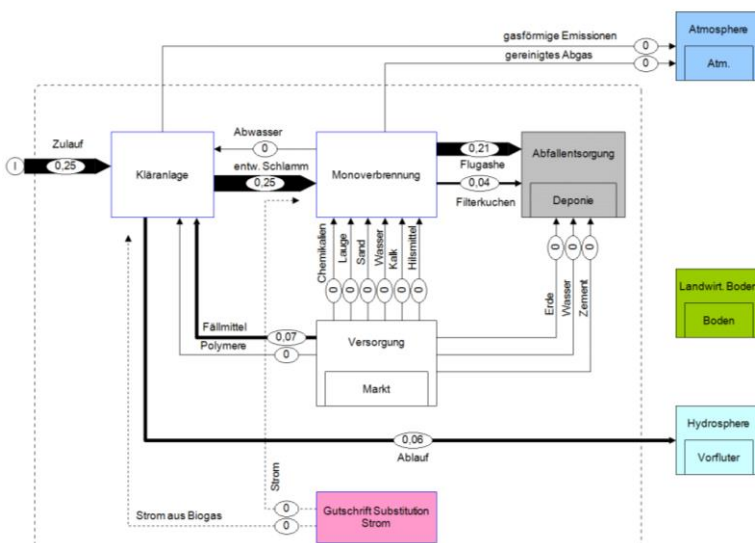 gasförmige Emissionen
0
gereinigtes Abgas
0
Atmosphere
Atm.
Zulauf
I
0,25
Kläranlage
Abwasser
0
entw. Schlamm
0,25
Monoverbrennung
0,21
Flugashe
0,04
Filterkuchen
Abfallentsorgung
Deponie
Chemikalien
Lauge
Sand
Wasser
Kalk
Hilsmittel
0
0
0
0
0
0
Erde
Wasser
Zement
0
0
0
Landwirt. Boden
Boden
Fällmittel
0,07
Polymere
0
Versorgung
Markt
Hydrosphere
Vorfluter
0,06
Ablauf
Strom
0
Strom aus Biogas
0
Gutschrift Substitution
Strom